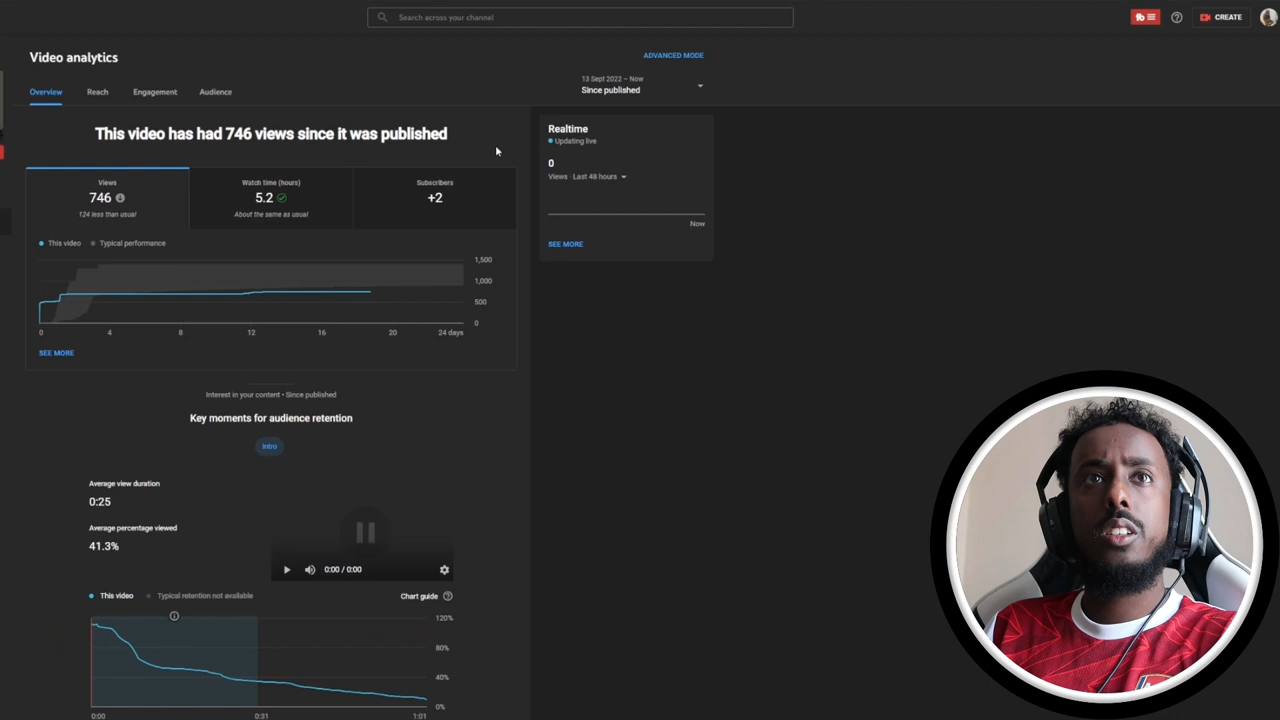 Search across your channel
CREATE
Video analytics
ADVANCED MODE
13 Sept 2022 – Now
Since published
Overview
Reach
Engagement
Audience
This video has had 746 views since it was published
Views
746
124 less than usual
Watch time (hours)
5.2
About the same as usual
Subscribers
+2
This video
Typical performance
1,500
1,000
500
0
0
4
8
12
16
20
24 days
SEE MORE
Realtime
Updating live
0
Views · Last 48 hours
Now
SEE MORE
Interest in your content • Since published
Key moments for audience retention
Intro
Average view duration
0:25
Average percentage viewed
41.3%
0:00 / 0:00
This video
Typical retention not available
Chart guide
120%
80%
40%
0%
0:00
0:31
1:01